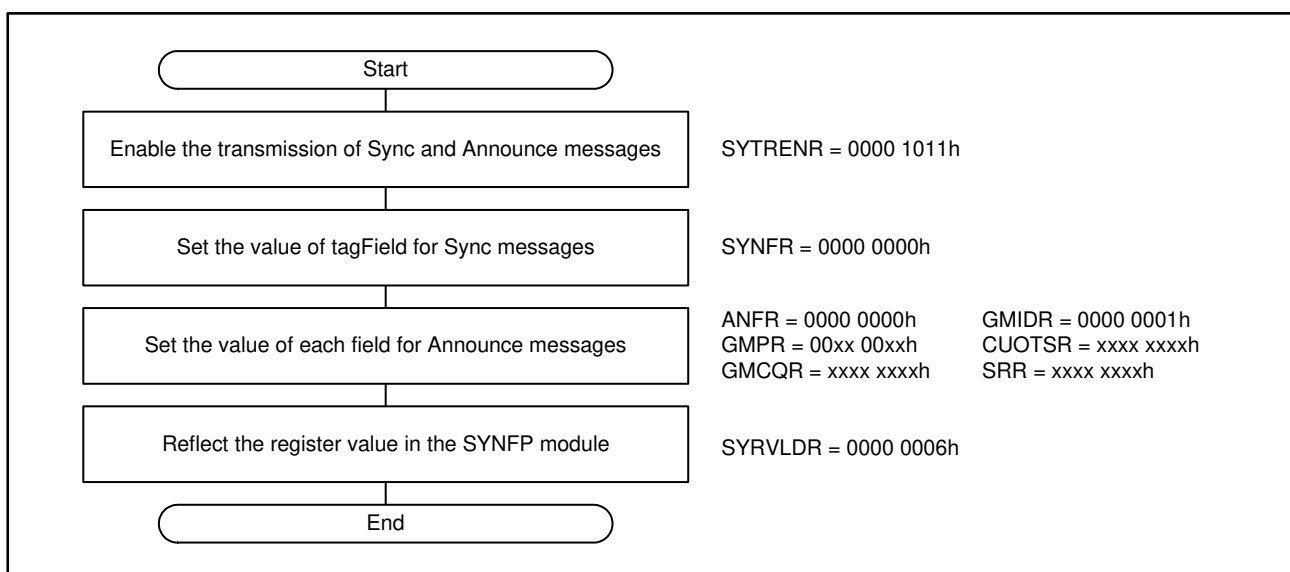 Start
Enable the transmission of Sync and Announce messages
SYTRENR = 0000 1011h
Set the value of tagField for Sync messages
SYNFR = 0000 0000h
Set the value of each field for Announce messages
ANFR = 0000 0000h GMIDR = 0000 0001h
GMPR = 00xx 00xxh CUOTSR = xxxx xxxxh
GMCQR = xxxx xxxxh SRR = xxxx xxxxh
Reflect the register value in the SYNFP module
SYRVLDR = 0000 0006h
End